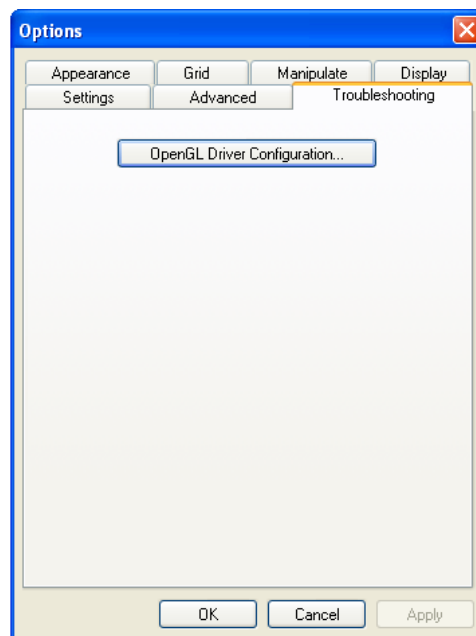 Options
Appearance Grid Manipulate Display
Settings Advanced Troubleshooting
OpenGL Driver Configuration...
OK Cancel Apply